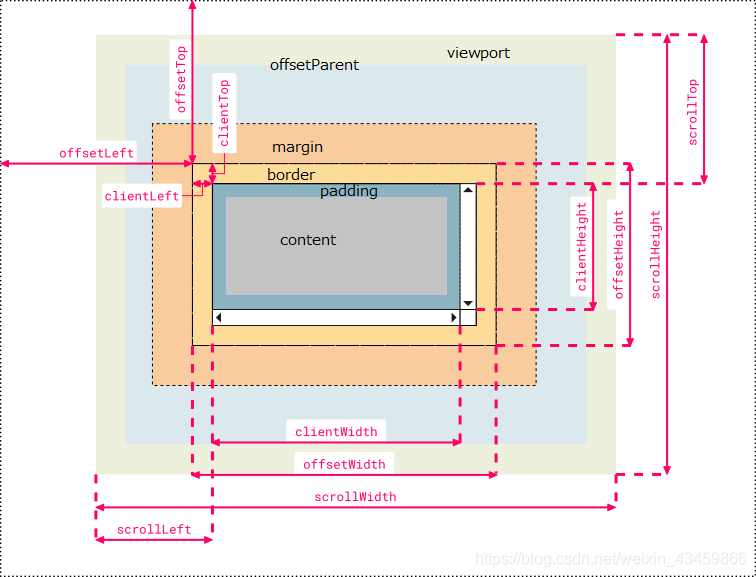 viewport
offsetParent
offsetTop
clientTop
scrollTop
margin
offsetLeft
border
clientLeft
padding
content
clientHeight
offsetHeight
scrollHeight
clientWidth
offsetWidth
scrollWidth
scrollLeft
https://blog.csdn.net/weixin_43459866